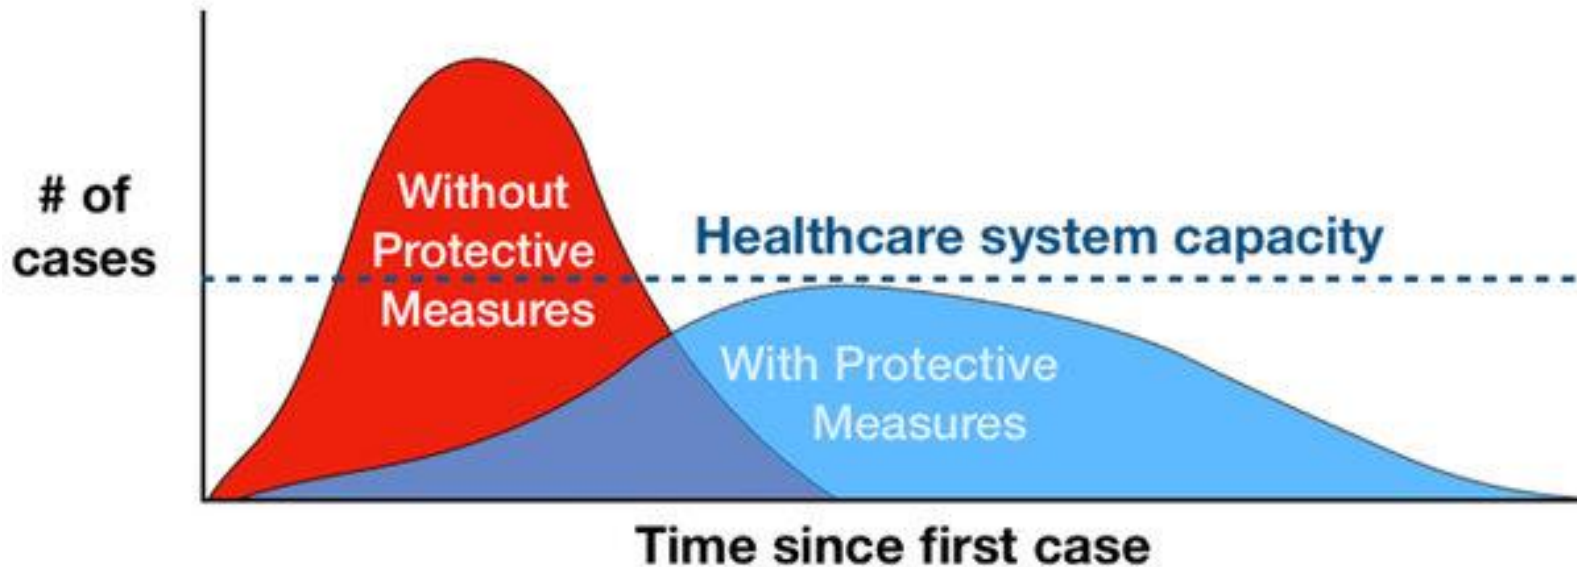 # of
cases
Without
Protective
Measures
Healthcare system capacity
With Protective
Measures
Time since first case